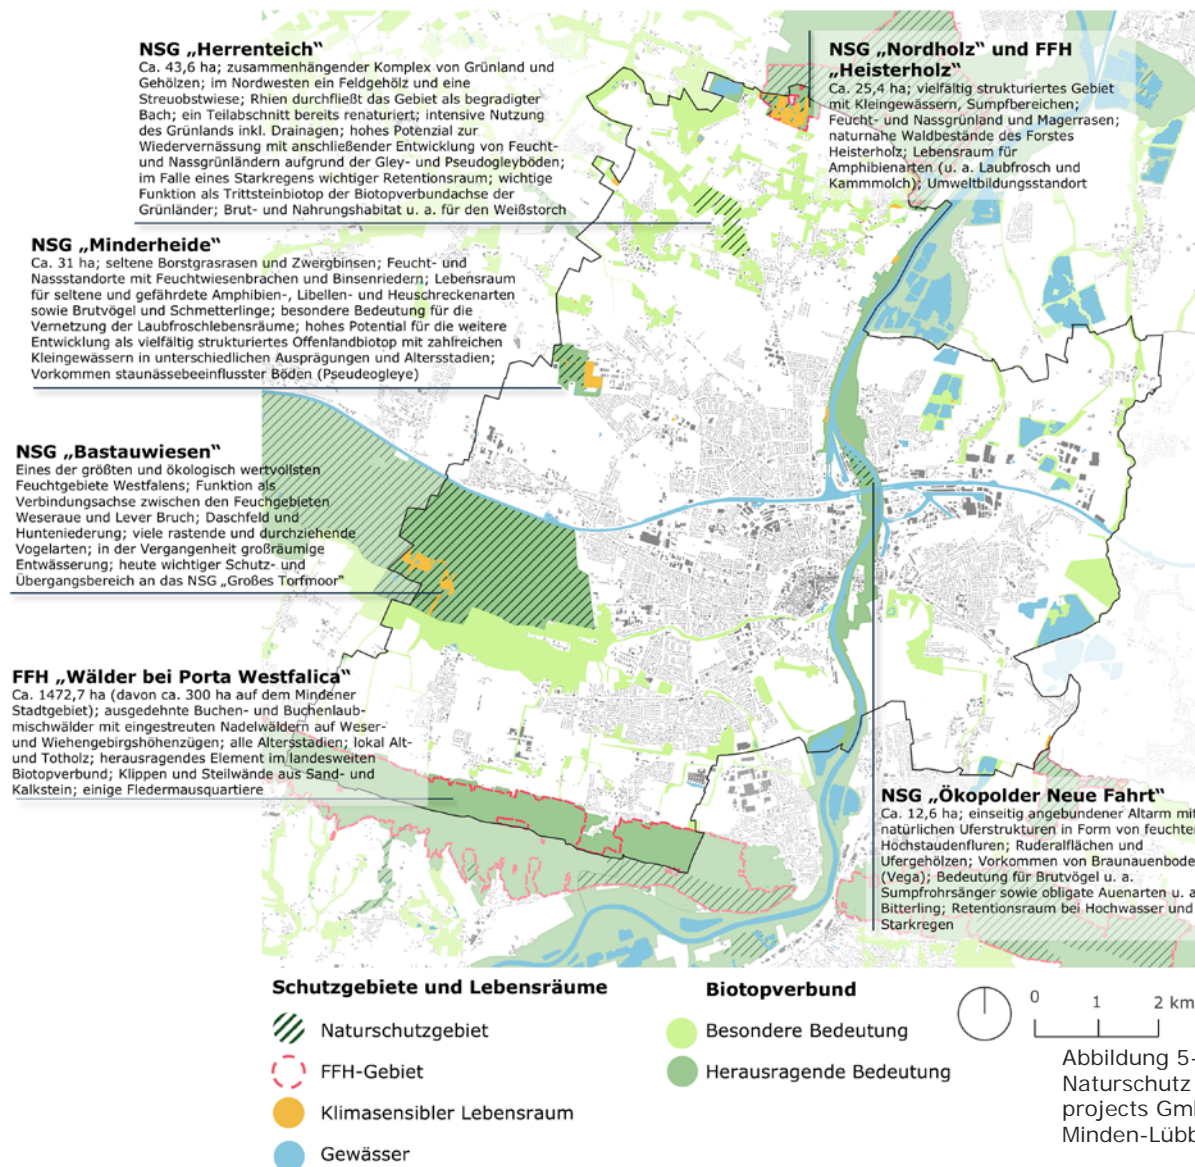 NSG „Herrenteich“
Ca. 43,6 ha; zusammenhängender Komplex von Grünland und
Gehölzen; im Nordwesten ein Feldgehölz und eine
Streuobstwiese; Rhien durchfließt das Gebiet als begradigter
Bach; ein Teilabschnitt bereits renaturiert; intensive Nutzung
des Grünlands inkl. Drainagen; hohes Potenzial zur
Wiedervernässung mit anschließender Entwicklung von Feucht-
und Nassgrünländern aufgrund der Gley- und Pseudogleyböden;
im Falle eines Starkregens wichtiger Retentionsraum; wichtige
Funktion als Trittsteinbiotop der Biotopverbundachse der
Grünländer; Brut- und Nahrungshabitat u. a. für den Weißstorch
NSG „Nordholz“ und FFH
„Heisterholz“
Ca. 25,4 ha; vielfältig strukturiertes Gebiet
mit Kleingewässern, Sumpfbereichen;
Feucht- und Nassgrünland und Magerrasen;
naturnahe Waldbestände des Forstes
Heisterholz; Lebensraum für
Amphibienarten (u. a. Laubfrosch und
Kammmolch); Umweltbildungsstandort
NSG „Minderheide“
Ca. 31 ha; seltene Borstgrasrasen und Zwergbinsen; Feucht- und
Nassstandorte mit Feuchtwiesenbrachen und Binsenriedern; Lebensraum
für seltene und gefährdete Amphibien-, Libellen- und Heuschreckenarten
sowie Brutvögel und Schmetterlinge; besondere Bedeutung für die
Vernetzung der Laubfroschlebensräume; hohes Potential für die weitere
Entwicklung als vielfältig strukturiertes Offenlandbiotop mit zahlreichen
Kleingewässern in unterschiedlichen Ausprägungen und Altersstadien;
Vorkommen staunässebeeinflusster Böden (Pseudeogleye)
NSG „Bastauwiesen“
Eines der größten und ökologisch wertvollsten
Feuchtgebiete Westfalens; Funktion als
Verbindungsachse zwischen den Feuchgebieten
Weseraue und Lever Bruch; Daschfeld und
Hunteniederung; viele rastende und durchziehende
Vogelarten; in der Vergangenheit großräumige
Entwässerung; heute wichtiger Schutz- und
Übergangsbereich an das NSG „Großes Torfmoor“
FFH „Wälder bei Porta Westfalica“
Ca. 1472,7 ha (davon ca. 300 ha auf dem Mindener
Stadtgebiet); ausgedehnte Buchen- und Buchenlaub-
mischwälder mit eingestreuten Nadelwäldern auf Weser-
und Wiehengebirgshöhenzügen; alle Altersstadien; lokal Alt-
und Totholz; herausragendes Element im landesweiten
Biotopverbund; Klippen und Steilwände aus Sand- und
Kalkstein; einige Fledermausquartiere
NSG „Ökopolder Neue Fahrt“
Ca. 12,6 ha; einseitig angebundener Altarm mit
natürlichen Uferstrukturen in Form von feuchten
Hochstaudenfluren; Ruderalflächen und
Ufergehölzen; Vorkommen von Braunauenbode
(Vega); Bedeutung für Brutvögel u. a.
Sumpfrohrsänger sowie obligate Auenarten u. a
Bitterling; Retentionsraum bei Hochwasser und
Starkregen
Schutzgebiete und Lebensräume
Naturschutzgebiet
FFH-Gebiet
Klimasensibler Lebensraum
Gewässer
Biotopverbund
Besondere Bedeutung
Herausragende Bedeutung
0 1 2 km
Abbildung 5-
Naturschutz
projects Gml
Minden-Lübb